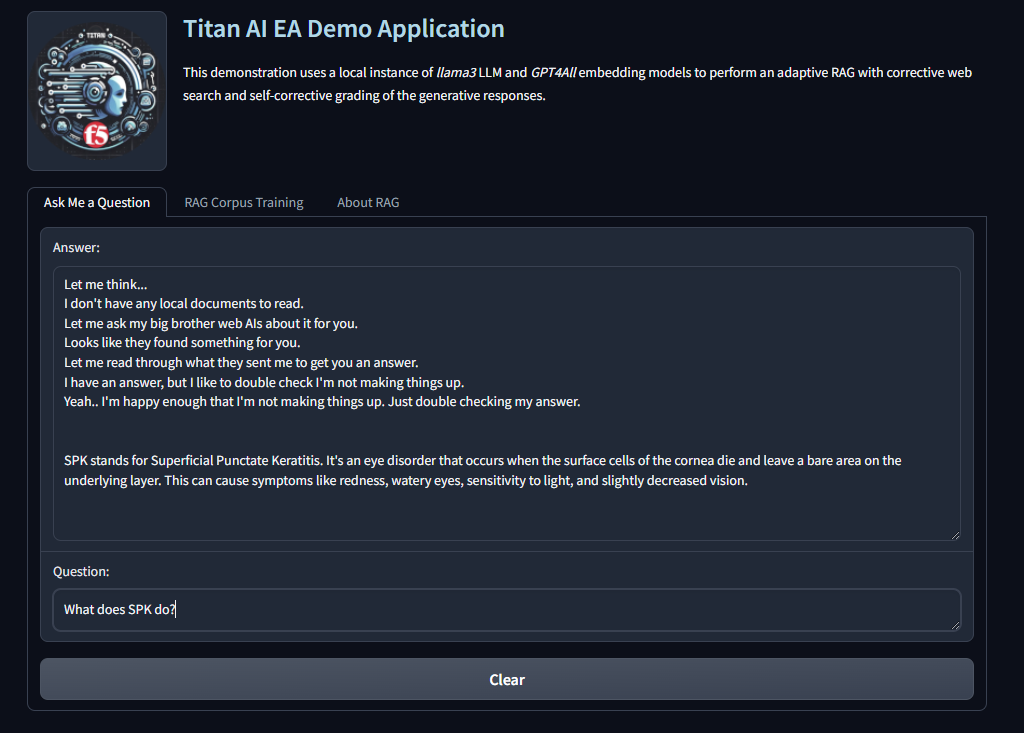 TITAN
f5
Titan AI EA Demo Application
This demonstration uses a local instance of llama3 LLM and GPT4All embedding models to perform an adaptive RAG with corrective web
search and self-corrective grading of the generative responses.
Ask Me a Question
RAG Corpus Training
About RAG
Answer:
Let me think...
I don't have any local documents to read.
Let me ask my big brother web AIs about it for you.
Looks like they found something for you.
Let me read through what they sent me to get you an answer.
I have an answer, but I like to double check I'm not making things up.
Yeah.. I'm happy enough that I'm not making things up. Just double checking my answer.
SPK stands for Superficial Punctate Keratitis. It's an eye disorder that occurs when the surface cells of the cornea die and leave a bare area on the
underlying layer. This can cause symptoms like redness, watery eyes, sensitivity to light, and slightly decreased vision.
Question:
What does SPK do?
Clear